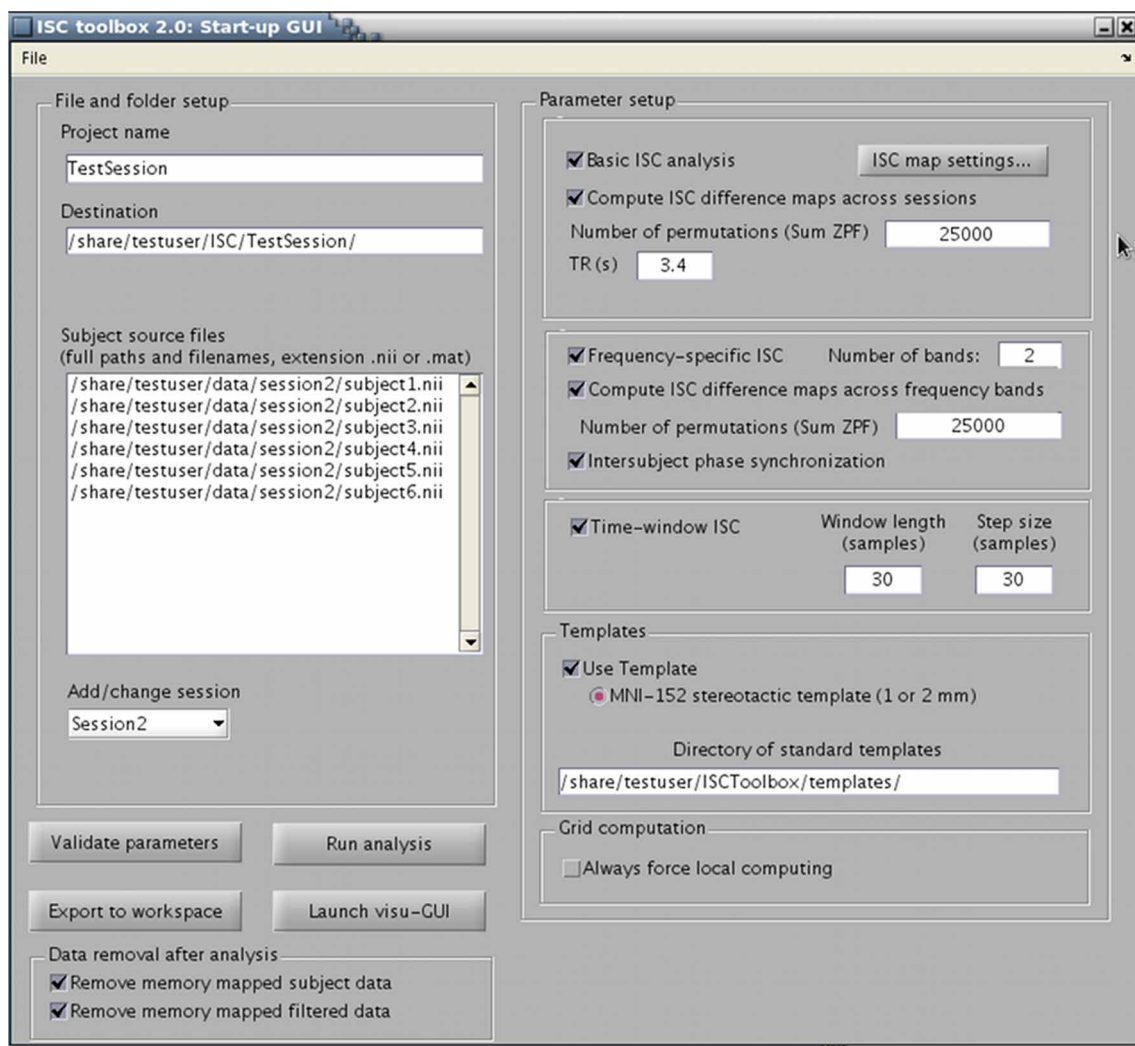 ISC toolbox 2.0: Start-up GUI
File
File and folder setup
Project name
TestSession
Destination
/share/testuser/ISC/TestSession/
Subject source files
(full paths and filenames, extension .nii or .mat)
/share/testuser/data/session2/subject1.nii
/share/testuser/data/session2/subject2.nii
/share/testuser/data/session2/subject3.nii
/share/testuser/data/session2/subject4.nii
/share/testuser/data/session2/subject5.nii
/share/testuser/data/session2/subject6.nii
Add/change session
Session2
Validate parameters
Run analysis
Export to workspace
Launch visu-GUI
Data removal after analysis
Remove memory mapped subject data
Remove memory mapped filtered data
Parameter setup
Basic ISC analysis
ISC map settings...
Compute ISC difference maps across sessions
Number of permutations (Sum ZPF) 25000
TR (s) 3.4
Frequency-specific ISC Number of bands: 2
Compute ISC difference maps across frequency bands
Number of permutations (Sum ZPF) 25000
Intersubject phase synchronization
Time-window ISC
Window length
(samples)
30
Step size
(samples)
30
Templates
Use Template
MNI-152 stereotactic template (1 or 2 mm)
Directory of standard templates
/share/testuser/ISCToolbox/templates/
Grid computation
Always force local computing